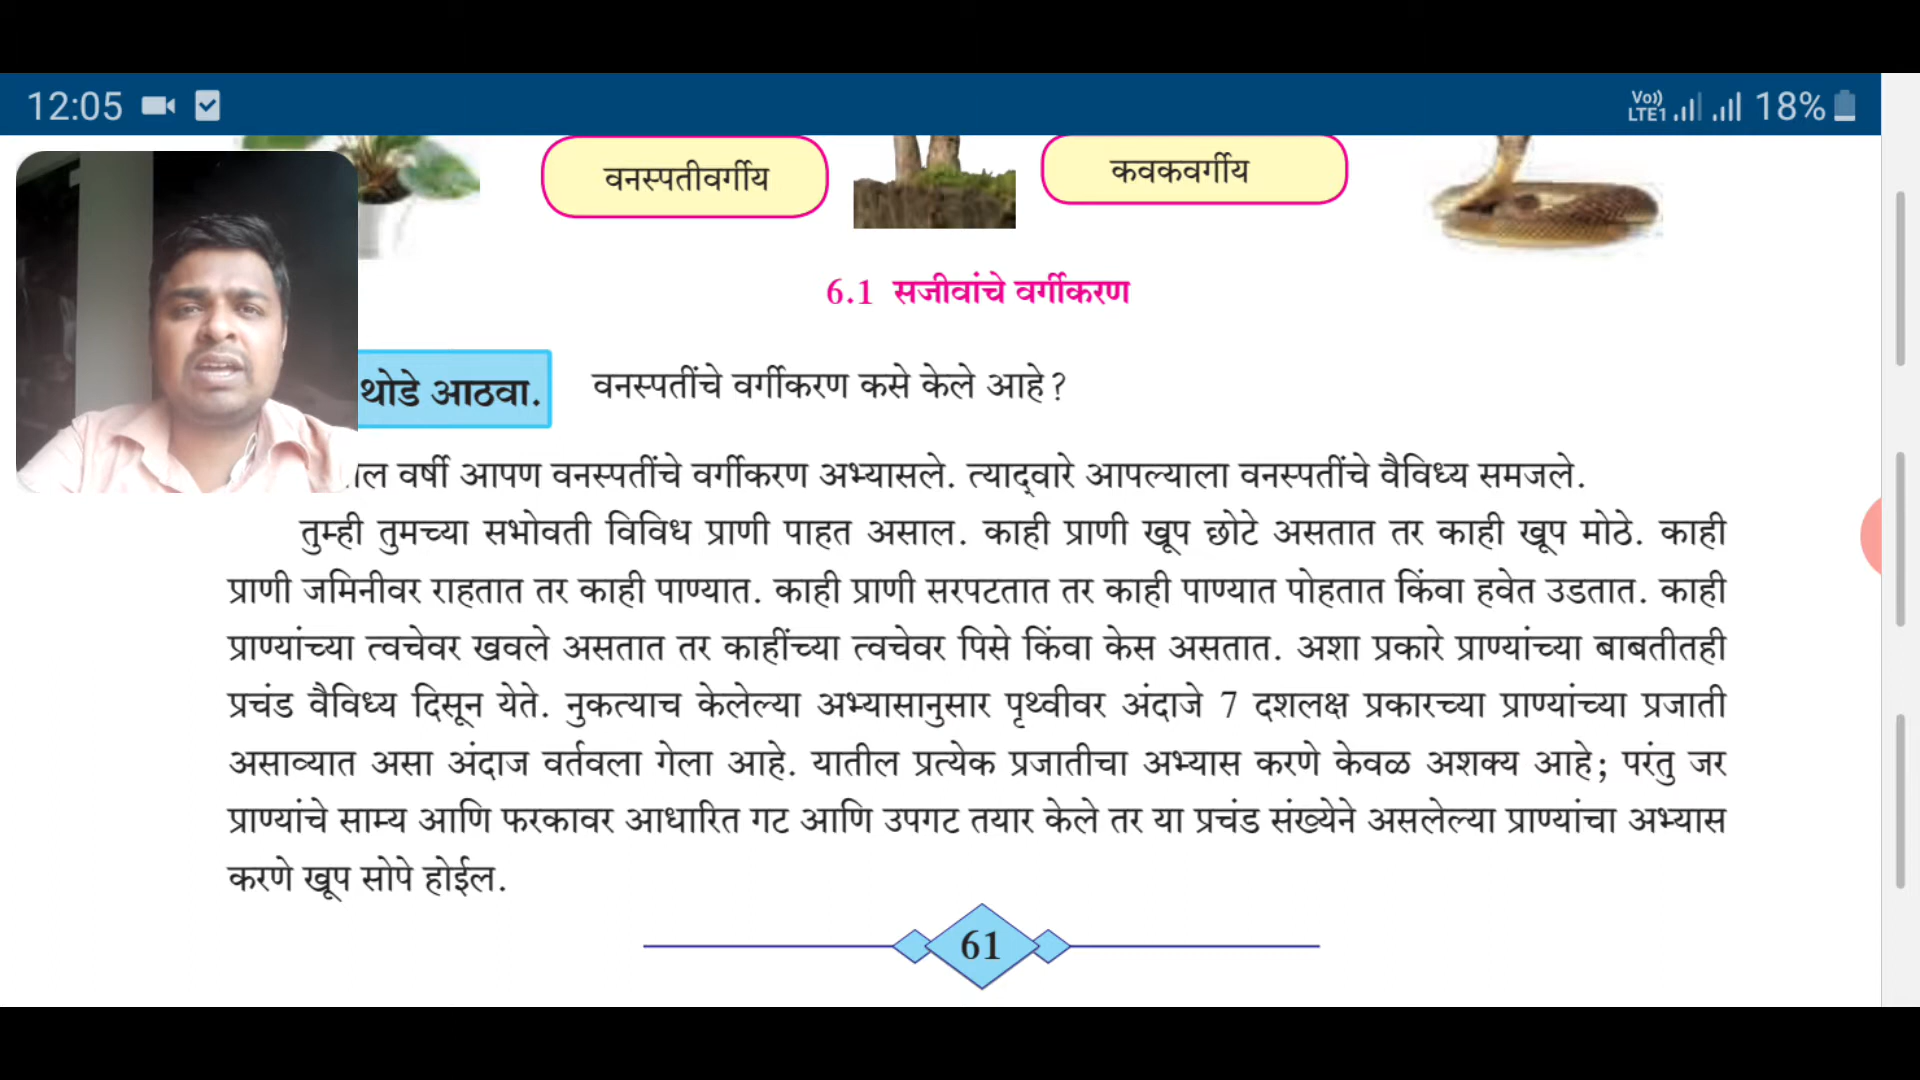 12:05
Vo)) LTE1 18%
वनस्पतीवर्गीय
कवकवर्गीय
6.1 सजीवांचे वर्गीकरण
थोडे आठवा. वनस्पतींचे वर्गीकरण कसे केले आहे?
वर्षी आपण वनस्पतींचे वर्गीकरण अभ्यासले. त्याद्वारे आपल्याला वनस्पतींचे वैविध्य समजले.
तुम्ही तुमच्या सभोवती विविध प्राणी पाहत असाल. काही प्राणी खूप छोटे असतात तर काही खूप मोठे. काही
प्राणी जमिनीवर राहतात तर काही पाण्यात. काही प्राणी सरपटतात तर काही पाण्यात पोहतात किंवा हवेत उडतात. काही
प्राण्यांच्या त्वचेवर खवले असतात तर काहींच्या त्वचेवर पिसे किंवा केस असतात. अशा प्रकारे प्राण्यांच्या बाबतीतही
प्रचंड वैविध्य दिसून येते. नुकत्याच केलेल्या अभ्यासानुसार पृथ्वीवर अंदाजे 7 दशलक्ष प्रकारच्या प्राण्यांच्या प्रजाती
असाव्यात असा अंदाज वर्तवला गेला आहे. यातील प्रत्येक प्रजातीचा अभ्यास करणे केवळ अशक्य आहे; परंतु जर
प्राण्यांचे साम्य आणि फरकावर आधारित गट आणि उपगट तयार केले तर या प्रचंड संख्येने असलेल्या प्राण्यांचा अभ्यास
करणे खूप सोपे होईल.
61